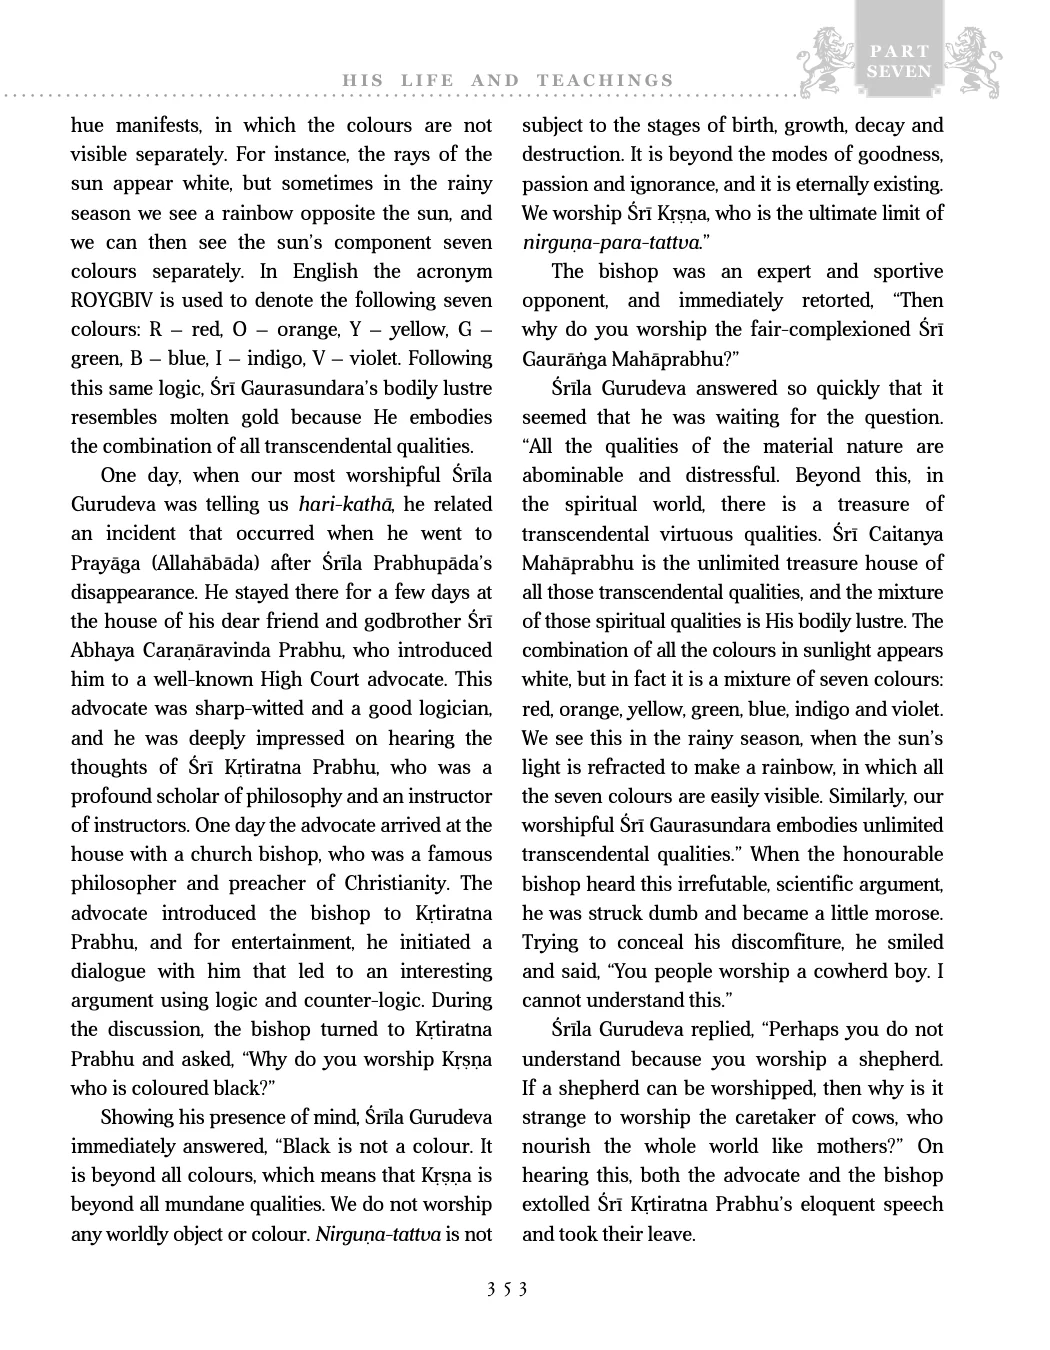 PART
SEVEN
HIS LIFE AND TEACHINGS
hue manifests, in which the colours are not
visible separately. For instance, the rays of the
sun appear white, but sometimes in the rainy
season we see a rainbow opposite the sun, and
we can then see the sun’s component seven
colours separately. In English the acronym
ROYGBIV is used to denote the following seven
colours: R – red, O – orange, Y – yellow, G –
green, B – blue, I – indigo, V – violet. Following
this same logic, Śrī Gaurasundara’s bodily lustre
resembles molten gold because He embodies
the combination of all transcendental qualities.
One day, when our most worshipful Śrīla
Gurudeva was telling us hari-kathā, he related
an incident that occurred when he went to
Prayāga (Allahābāda) after Śrīla Prabhupāda’s
disappearance. He stayed there for a few days at
the house of his dear friend and godbrother Śrī
Abhaya Caraṇāravinda Prabhu, who introduced
him to a well-known High Court advocate. This
advocate was sharp-witted and a good logician,
and he was deeply impressed on hearing the
thoughts of Śrī Kṛtiratna Prabhu, who was a
profound scholar of philosophy and an instructor
of instructors. One day the advocate arrived at the
house with a church bishop, who was a famous
philosopher and preacher of Christianity. The
advocate introduced the bishop to Kṛtiratna
Prabhu, and for entertainment, he initiated a
dialogue with him that led to an interesting
argument using logic and counter-logic. During
the discussion, the bishop turned to Kṛtiratna
Prabhu and asked, “Why do you worship Kṛṣṇa
who is coloured black?”
Showing his presence of mind, Śrīla Gurudeva
immediately answered, “Black is not a colour. It
is beyond all colours, which means that Kṛṣṇa is
beyond all mundane qualities. We do not worship
any worldly object or colour. Nirguṇa-tattva is not
subject to the stages of birth, growth, decay and
destruction. It is beyond the modes of goodness,
passion and ignorance, and it is eternally existing.
We worship Śrī Kṛṣṇa, who is the ultimate limit of
nirguṇa-para-tattva.”
The bishop was an expert and sportive
opponent, and immediately retorted, “Then
why do you worship the fair-complexioned Śrī
Gaurāṅga Mahāprabhu?”
Śrīla Gurudeva answered so quickly that it
seemed that he was waiting for the question.
“All the qualities of the material nature are
abominable and distressful. Beyond this, in
the spiritual world, there is a treasure of
transcendental virtuous qualities. Śrī Caitanya
Mahāprabhu is the unlimited treasure house of
all those transcendental qualities, and the mixture
of those spiritual qualities is His bodily lustre. The
combination of all the colours in sunlight appears
white, but in fact it is a mixture of seven colours:
red, orange, yellow, green, blue, indigo and violet.
We see this in the rainy season, when the sun’s
light is refracted to make a rainbow, in which all
the seven colours are easily visible. Similarly, our
worshipful Śrī Gaurasundara embodies unlimited
transcendental qualities.” When the honourable
bishop heard this irrefutable, scientific argument,
he was struck dumb and became a little morose.
Trying to conceal his discomfiture, he smiled
and said, “You people worship a cowherd boy. I
cannot understand this.”
Śrīla Gurudeva replied, “Perhaps you do not
understand because you worship a shepherd.
If a shepherd can be worshipped, then why is it
strange to worship the caretaker of cows, who
nourish the whole world like mothers?” On
hearing this, both the advocate and the bishop
extolled Śrī Kṛtiratna Prabhu’s eloquent speech
and took their leave.
353